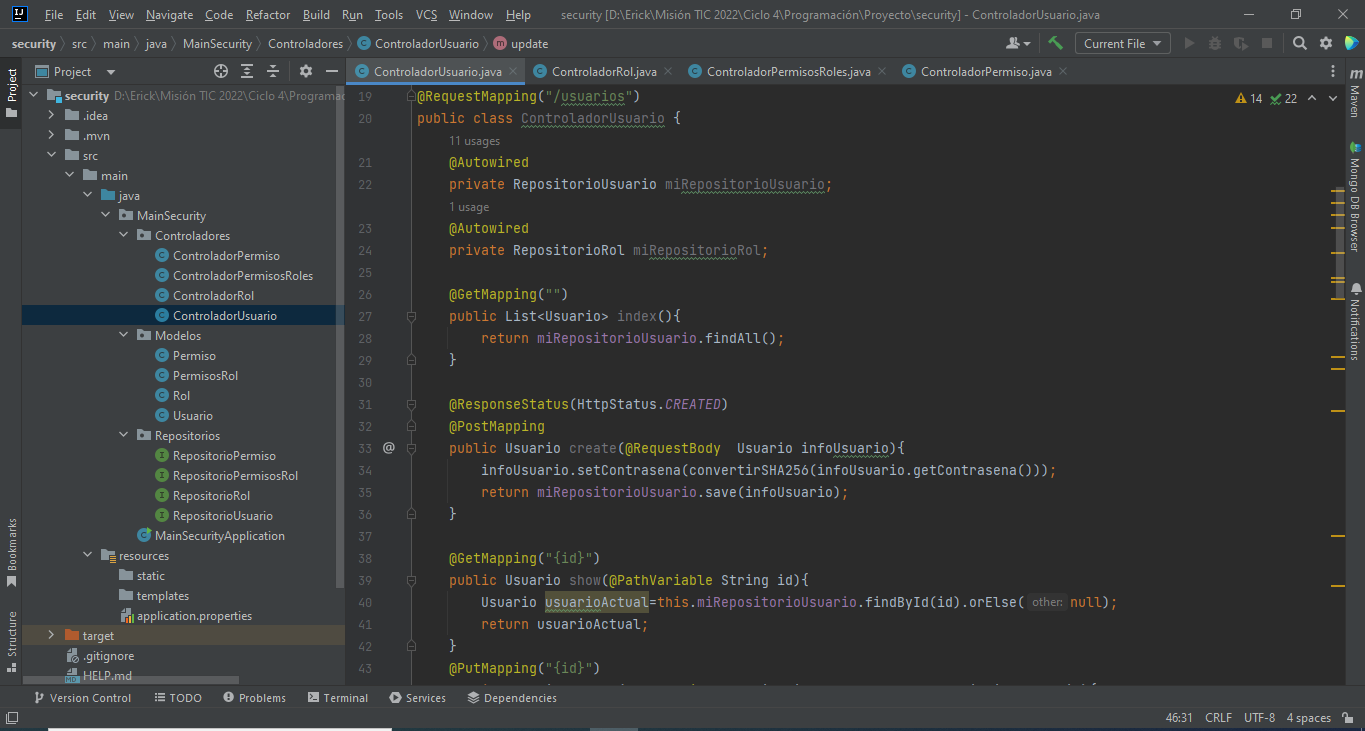 File Edit View Navigate Code Refactor Build Run Tools VCS Window Help security [D:\Erick\Misión TIC 2022\Ciclo 4\Programación\Proyecto\security] - ControladorUsuario.java
security src main java MainSecurity Controladores ControladorUsuario update Current File
Project
ControladorUsuario.java ControladorRol.java ControladorPermisosRoles.java ControladorPermiso.java
Project
security D:\Erick\Misión TIC 2022\Ciclo 4\Programac
.idea
.mvn
src
main
java
MainSecurity
Controladores
ControladorPermiso
ControladorPermisosRoles
ControladorRol
ControladorUsuario
Modelos
Permiso
PermisosRol
Rol
Usuario
Repositorios
RepositorioPermiso
RepositorioPermisosRol
RepositorioRol
RepositorioUsuario
MainSecurityApplication
resources
static
templates
application.properties
target
.gitignore
HELP.md
Bookmarks
Structure
14 22
19 @RequestMapping("/usuarios")
20 public class ControladorUsuario {
11 usages
21 @Autowired
22 private RepositorioUsuario miRepositorioUsuario;
1 usage
23 @Autowired
24 private RepositorioRol miRepositorioRol;
25
26 @GetMapping("")
27 public List<Usuario> index(){
28 return miRepositorioUsuario.findAll();
29 }
30
31 @ResponseStatus(HttpStatus.CREATED)
32 @PostMapping
33 @ public Usuario create(@RequestBody  Usuario infoUsuario){
34 infoUsuario.setContrasena(convertirSHA256(infoUsuario.getContrasena()));
35 return miRepositorioUsuario.save(infoUsuario);
36 }
37
38 @GetMapping("{id}")
39 public Usuario show(@PathVariable String id){
40 Usuario usuarioActual=this.miRepositorioUsuario.findById(id).orElse( other: null);
41 return usuarioActual;
42 }
43 @PutMapping("{id}")
Maven
Mongo DB Browser
Notifications
Version Control TODO Problems Terminal Services Dependencies
46:31 CRLF UTF-8 4 spaces